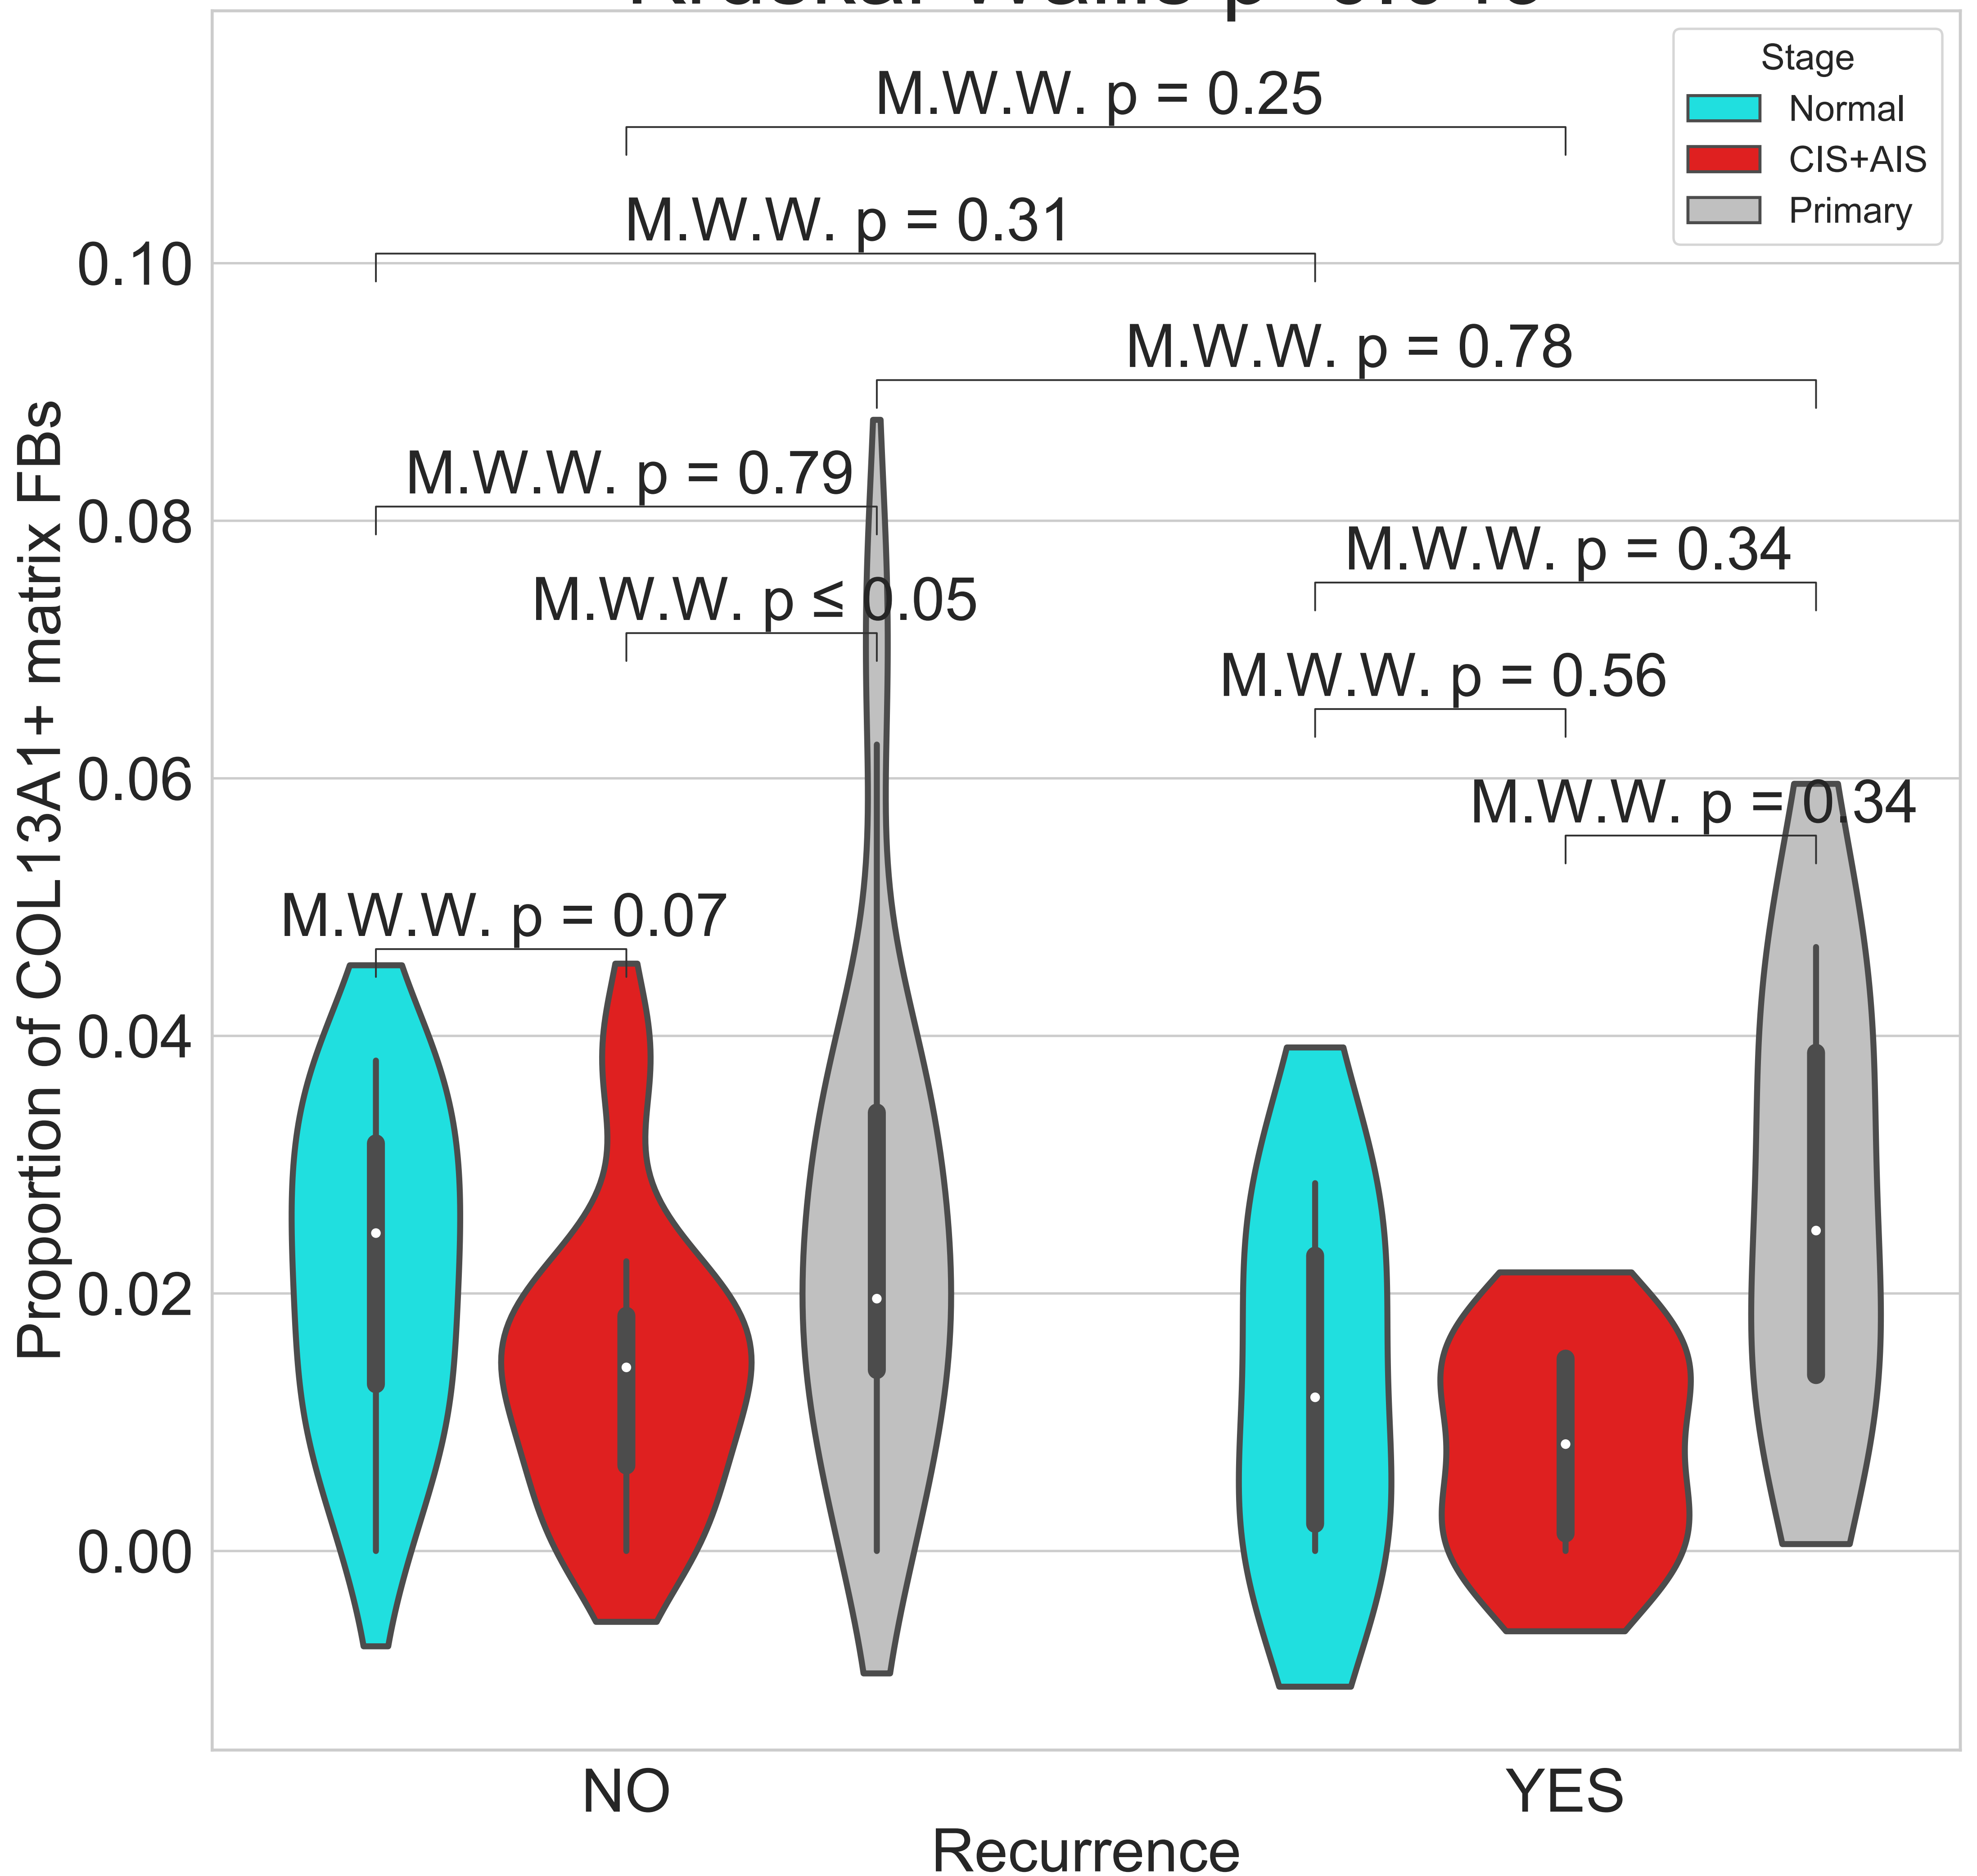 Stage
Normal
CIS+AIS
Primary
M.W.W. p = 0.25
M.W.W. p = 0.31
M.W.W. p = 0.78
M.W.W. p = 0.79
M.W.W. p = 0.34
M.W.W. p ≤ 0.05
M.W.W. p = 0.56
M.W.W. p = 0.34
M.W.W. p = 0.07
Proportion of COL13A1+ matrix FBs
0.10
0.08
0.06
0.04
0.02
0.00
NO
YES
Recurrence